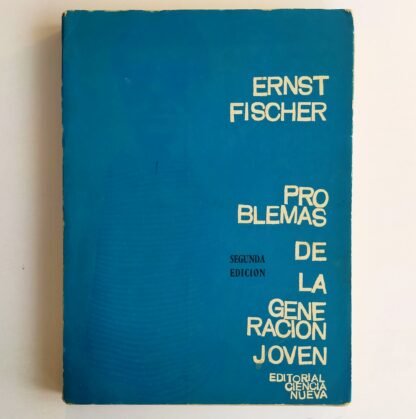 ERNST
FISCHER
PRO
BLEMAS
SEGUNDA
EDICION
DE
LA
GENE
RACION
JOVEN
EDITORIAL
CIENCIA
NUEVA